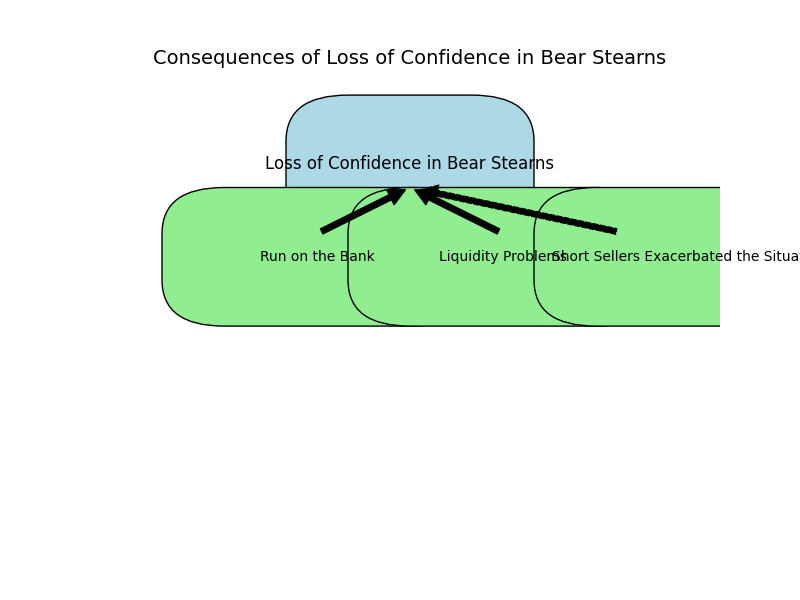 Consequences of Loss of Confidence in Bear Stearns
Loss of Confidence in Bear Stearns
Run on the Bank
Liquidity Problems
Short Sellers Exacerbated the